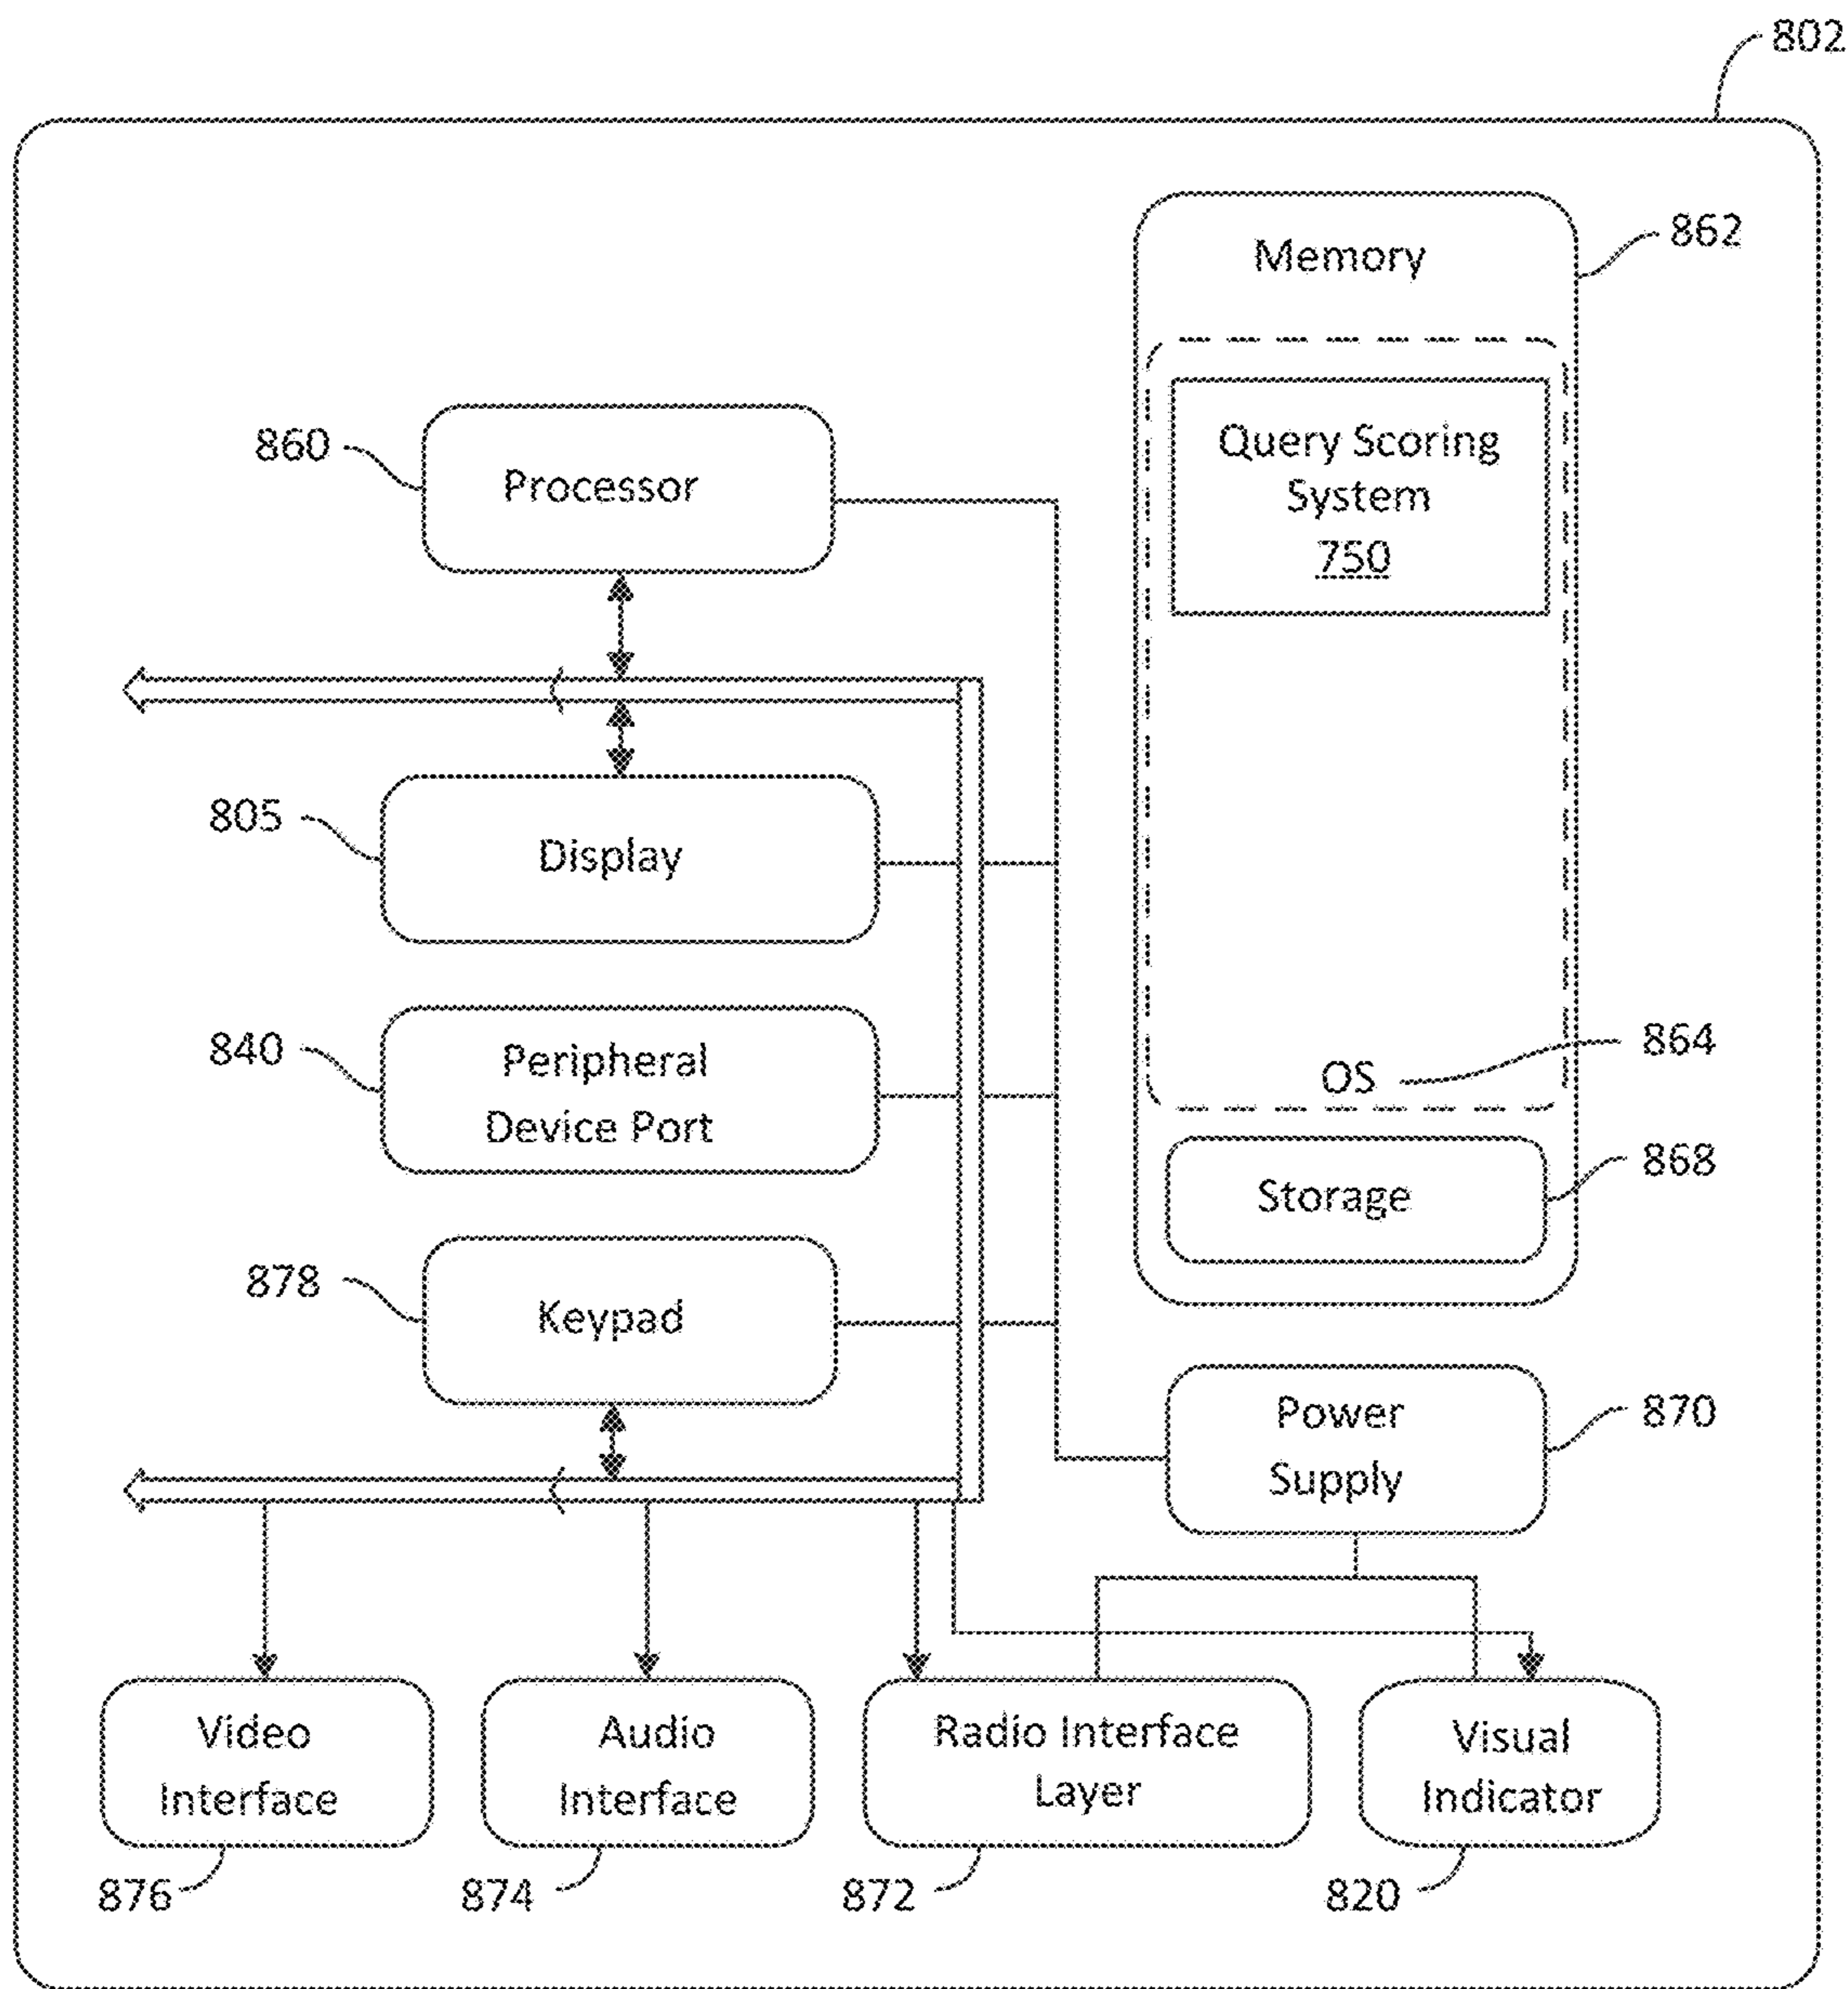 802
Memory
862
Query Scoring
System
750
860
Processor
805
Display
840
Peripheral
Device Port
OS
864
Storage
868
878
Keypad
Power
Supply
870
Video
Interface
Audio
Interface
Radio Interface
Layer
Visual
Indicator
876
874
872
820